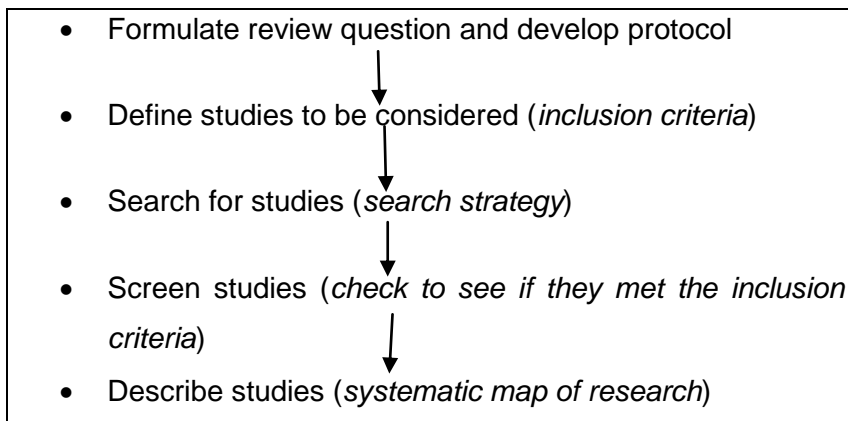 • Formulate review question and develop protocol
• Define studies to be considered (inclusion criteria)
• Search for studies (search strategy)
• Screen studies (check to see if they met the inclusion
criteria)
• Describe studies (systematic map of research)